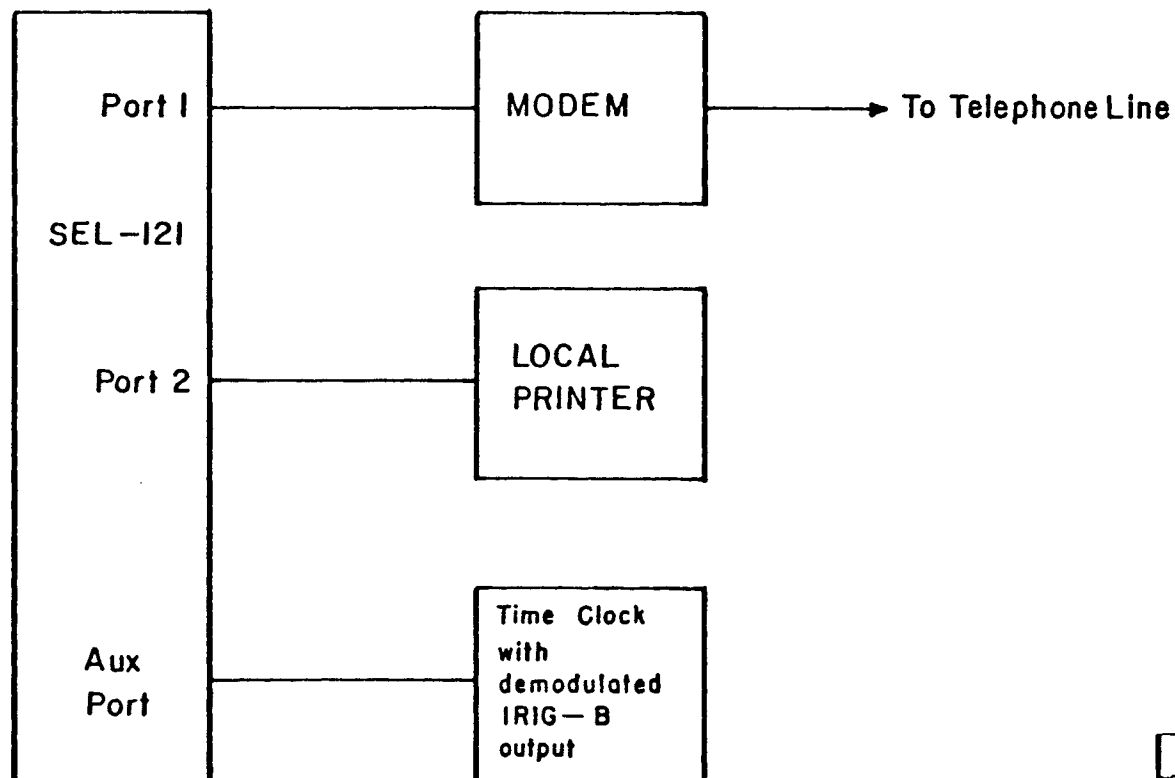 Port 1
MODEM
To Telephone Line
SEL-121
Port 2
LOCAL
PRINTER
Aux
Port
Time Clock
with
demodulated
IRIG-B
output